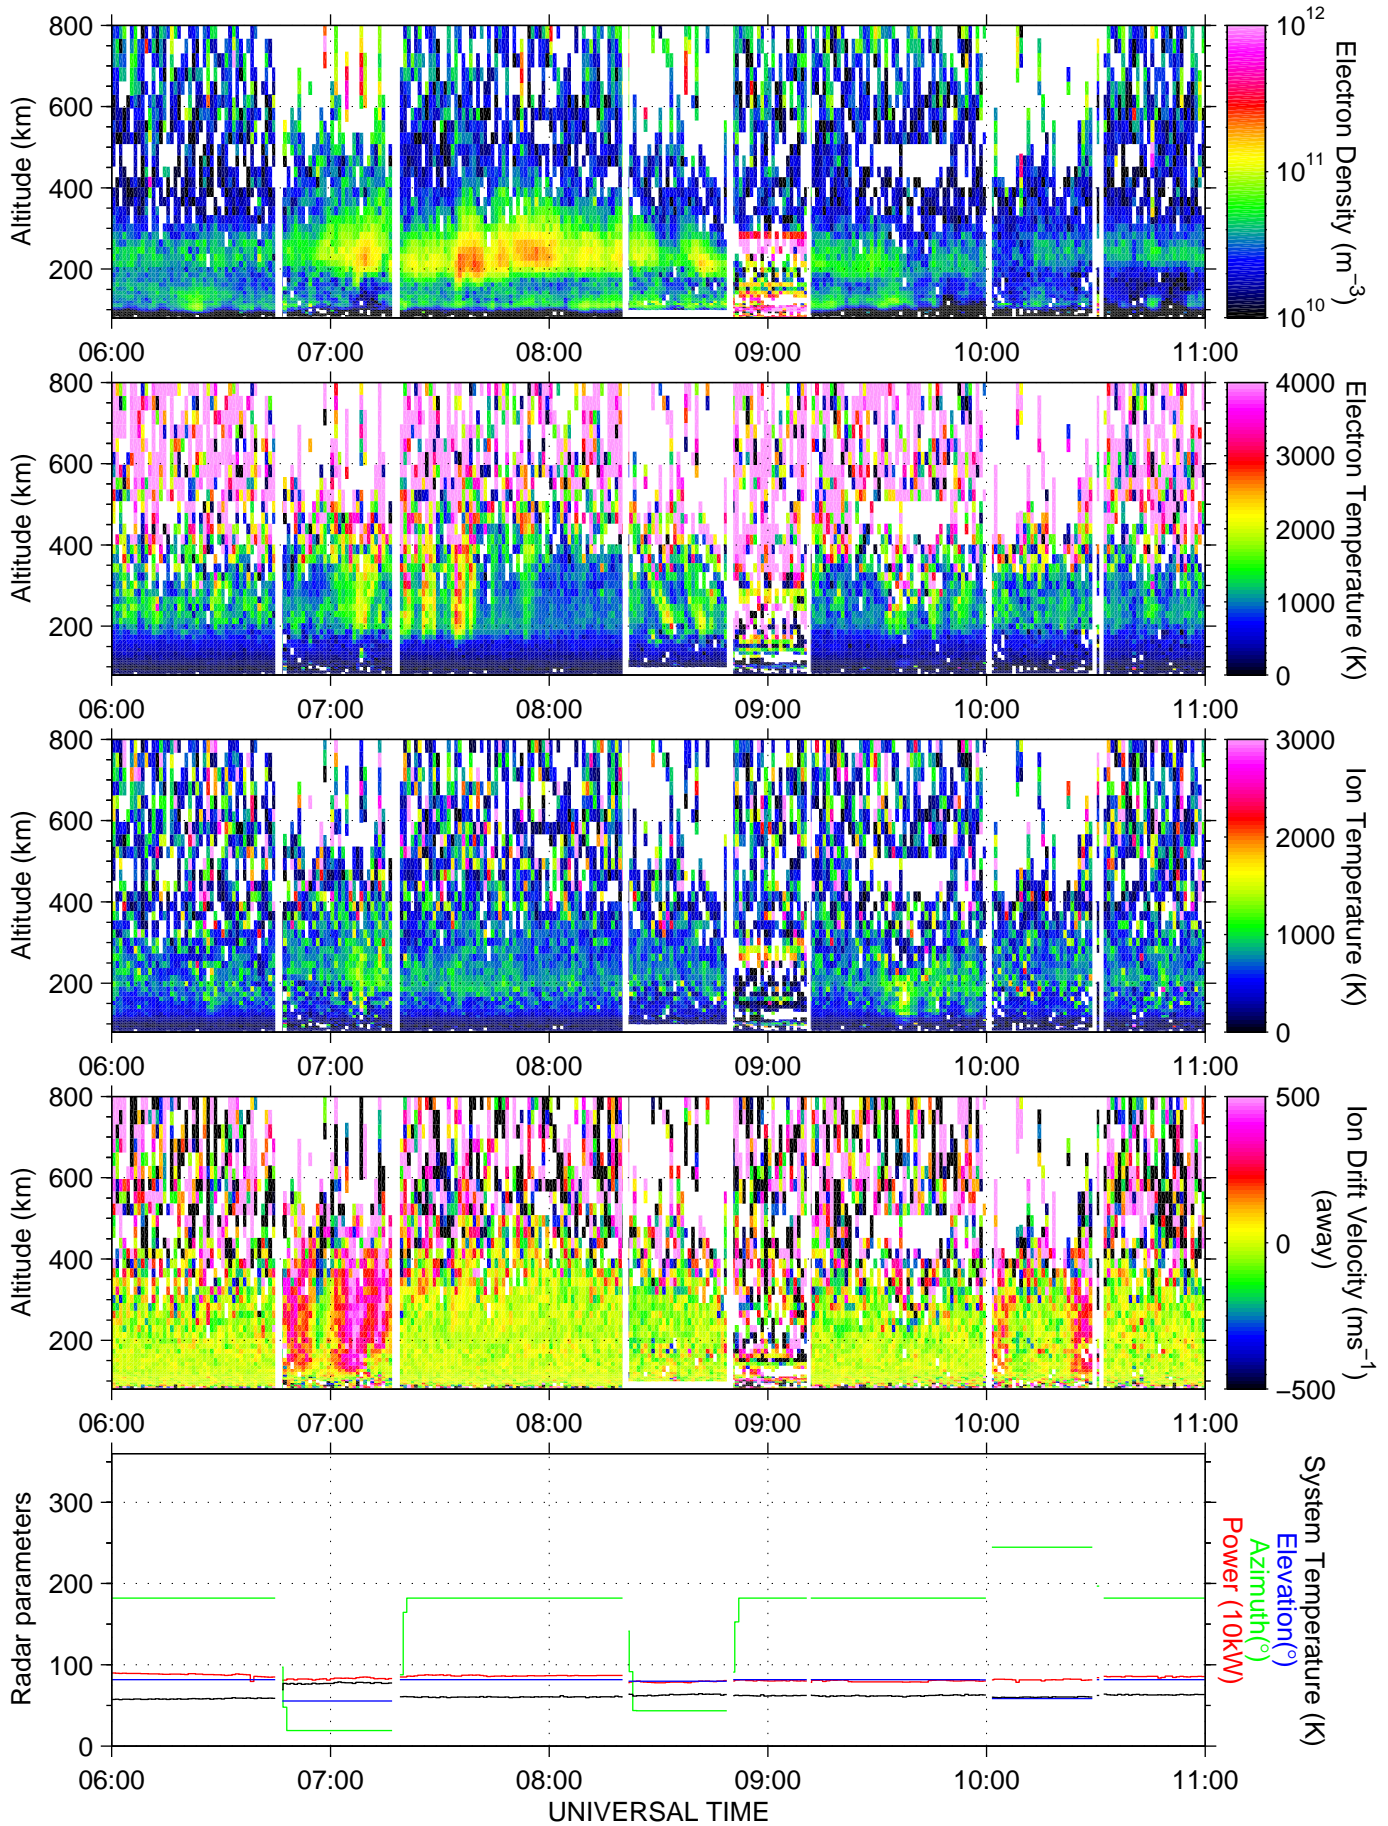 800
600
400
200
Altitude (km)
06:00 07:00 08:00 09:00 10:00 11:00
10¹²
10¹¹
10¹⁰
Electron Density (m⁻³)
800
600
400
200
Altitude (km)
06:00 07:00 08:00 09:00 10:00 11:00
4000
3000
2000
1000
0
Electron Temperature (K)
800
600
400
200
Altitude (km)
06:00 07:00 08:00 09:00 10:00 11:00
3000
2000
1000
0
Ion Temperature (K)
800
600
400
200
Altitude (km)
06:00 07:00 08:00 09:00 10:00 11:00
500
0
−500
Ion Drift Velocity (ms⁻¹)
(away)
300
200
100
0
Radar parameters
06:00 07:00 08:00 09:00 10:00 11:00
UNIVERSAL TIME
System Temperature (K)
Elevation(°)
Azimuth(°)
Power (10kW)